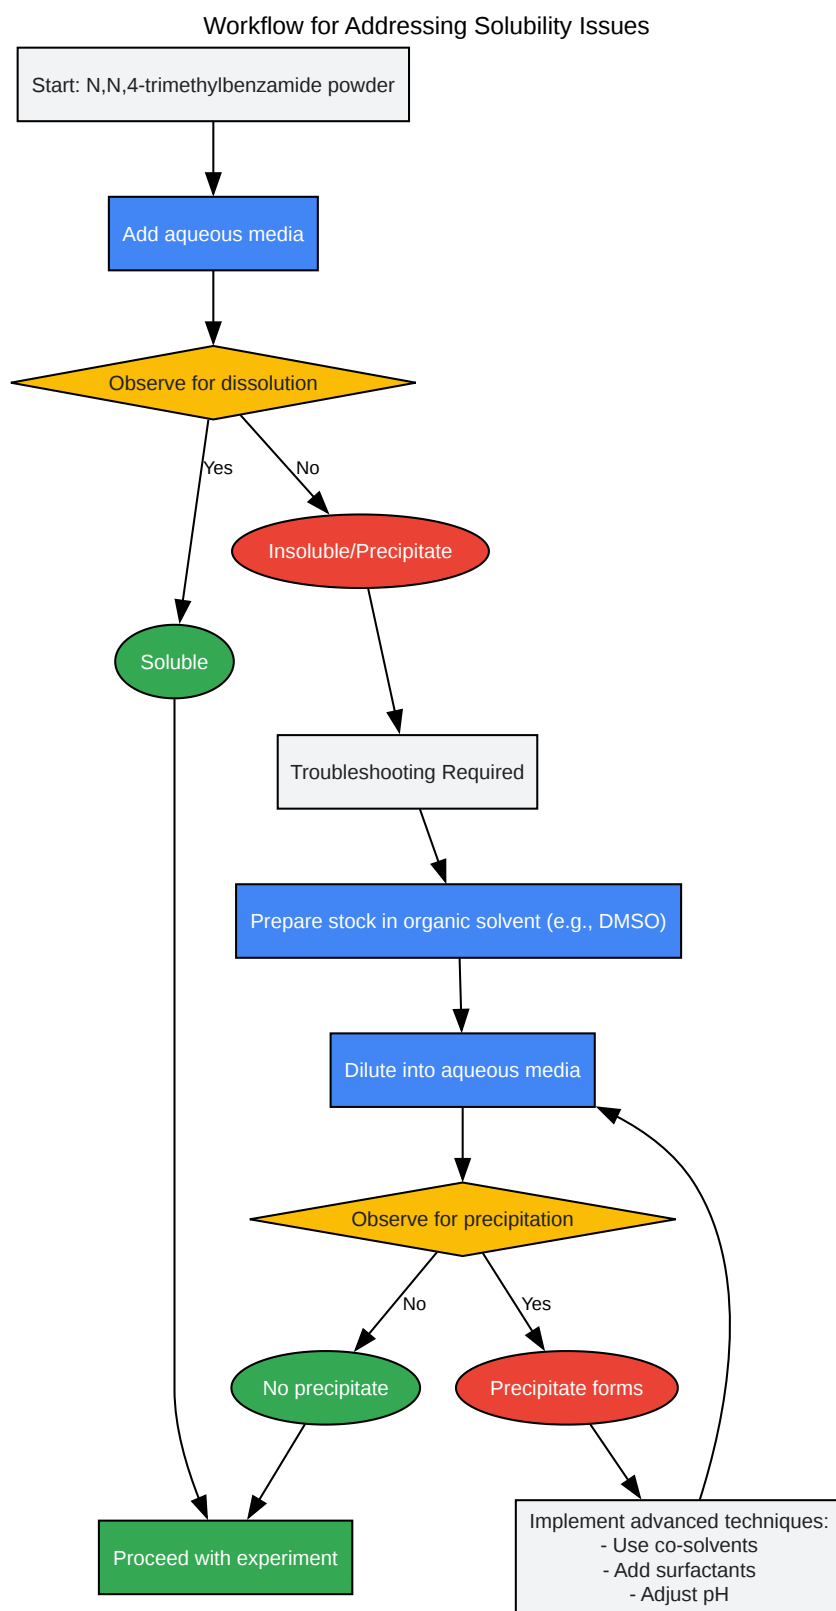 Workflow for Addressing Solubility Issues
Start: N,N,4-trimethylbenzamide powder
Add aqueous media
Observe for dissolution
Yes
No
Insoluble/Precipitate
Soluble
Troubleshooting Required
Prepare stock in organic solvent (e.g., DMSO)
Dilute into aqueous media
Observe for precipitation
No
Yes
No precipitate
Precipitate forms
Proceed with experiment
Implement advanced techniques:
- Use co-solvents
- Add surfactants
- Adjust pH